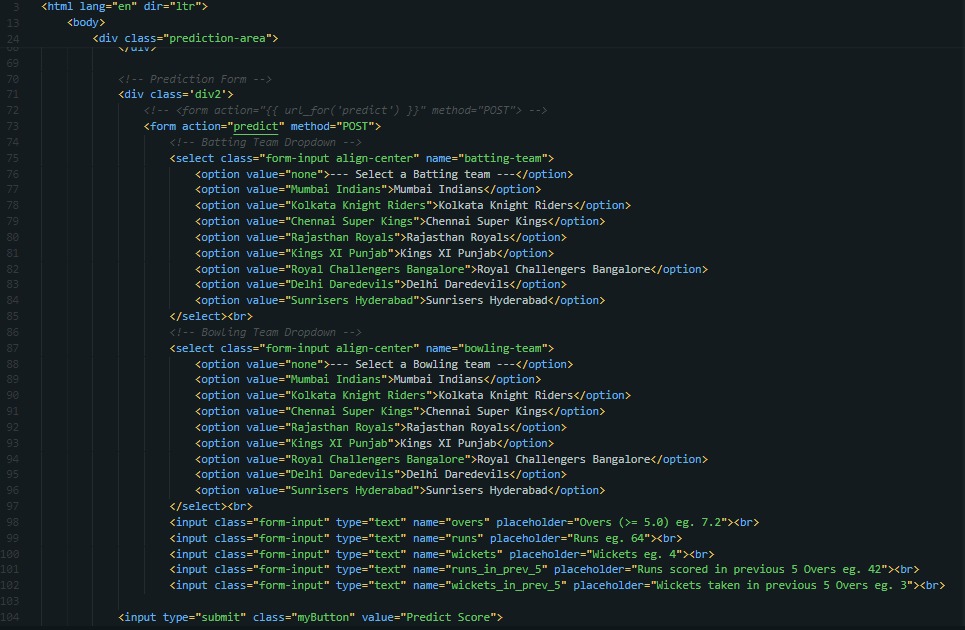 3 <html lang="en" dir="ltr">
13 <body>
24 <div class="prediction-area">
68 </div>
69
70 <!-- Prediction Form -->
71 <div class='div2'>
72 <!-- <form action="{{ url_for('predict') }}" method="POST"> -->
73 <form action="predict" method="POST">
74 <!-- Batting Team Dropdown -->
75 <select class="form-input align-center" name="batting-team">
76 <option value="none">--- Select a Batting team ---</option>
77 <option value="Mumbai Indians">Mumbai Indians</option>
78 <option value="Kolkata Knight Riders">Kolkata Knight Riders</option>
79 <option value="Chennai Super Kings">Chennai Super Kings</option>
80 <option value="Rajasthan Royals">Rajasthan Royals</option>
81 <option value="Kings XI Punjab">Kings XI Punjab</option>
82 <option value="Royal Challengers Bangalore">Royal Challengers Bangalore</option>
83 <option value="Delhi Daredevils">Delhi Daredevils</option>
84 <option value="Sunrisers Hyderabad">Sunrisers Hyderabad</option>
85 </select><br>
86 <!-- Bowling Team Dropdown -->
87 <select class="form-input align-center" name="bowling-team">
88 <option value="none">--- Select a Bowling team ---</option>
89 <option value="Mumbai Indians">Mumbai Indians</option>
90 <option value="Kolkata Knight Riders">Kolkata Knight Riders</option>
91 <option value="Chennai Super Kings">Chennai Super Kings</option>
92 <option value="Rajasthan Royals">Rajasthan Royals</option>
93 <option value="Kings XI Punjab">Kings XI Punjab</option>
94 <option value="Royal Challengers Bangalore">Royal Challengers Bangalore</option>
95 <option value="Delhi Daredevils">Delhi Daredevils</option>
96 <option value="Sunrisers Hyderabad">Sunrisers Hyderabad</option>
97 </select><br>
98 <input class="form-input" type="text" name="overs" placeholder="Overs (>= 5.0) eg. 7.2"><br>
99 <input class="form-input" type="text" name="runs" placeholder="Runs eg. 64"><br>
100 <input class="form-input" type="text" name="wickets" placeholder="Wickets eg. 4"><br>
101 <input class="form-input" type="text" name="runs_in_prev_5" placeholder="Runs scored in previous 5 Overs eg. 42"><br>
102 <input class="form-input" type="text" name="wickets_in_prev_5" placeholder="Wickets taken in previous 5 Overs eg. 3"><br>
103
104 <input type="submit" class="myButton" value="Predict Score">